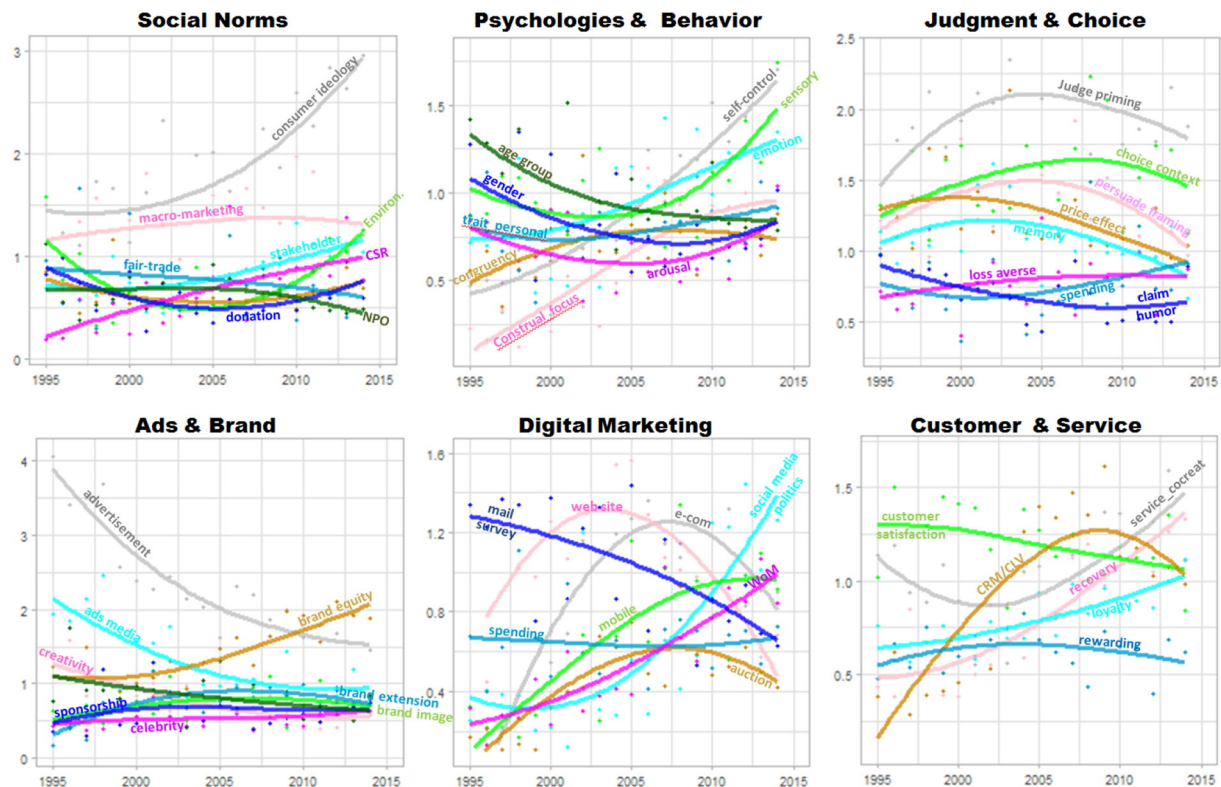 Social Norms
3
2
1
0
consumer ideology
macro-marketing
Environ.
stakeholder
CSR
fair-trade
donation
NPO
1995 2000 2005 2010 2015
Psychologies & Behavior
1.5
1.0
0.5
self-control
sensory
age group
emotion
gender
trait_personal
congruency
arousal
Construal_focus
1995 2000 2005 2010 2015
Judgment & Choice
2.5
2.0
1.5
1.0
0.5
Judge priming
choice context
persuade framing
price-effect
memory
loss averse
spending
claim
humor
1995 2000 2005 2010 2015
Ads & Brand
4
3
2
1
0
advertisement
ads media
brand equity
creativity
sponsorship
brand extension
brand image
celebrity
1995 2000 2005 2010 2015
Digital Marketing
1.6
1.2
0.8
0.4
mail
survey
web-site
e-com
social media
politics
WoM
mobile
spending
auction
1995 2000 2005 2010 2015
Customer & Service
1.5
1.0
0.5
customer
satisfaction
service_cocreat
CRM/CLV
recovery
loyalty
rewarding
1995 2000 2005 2010 2015